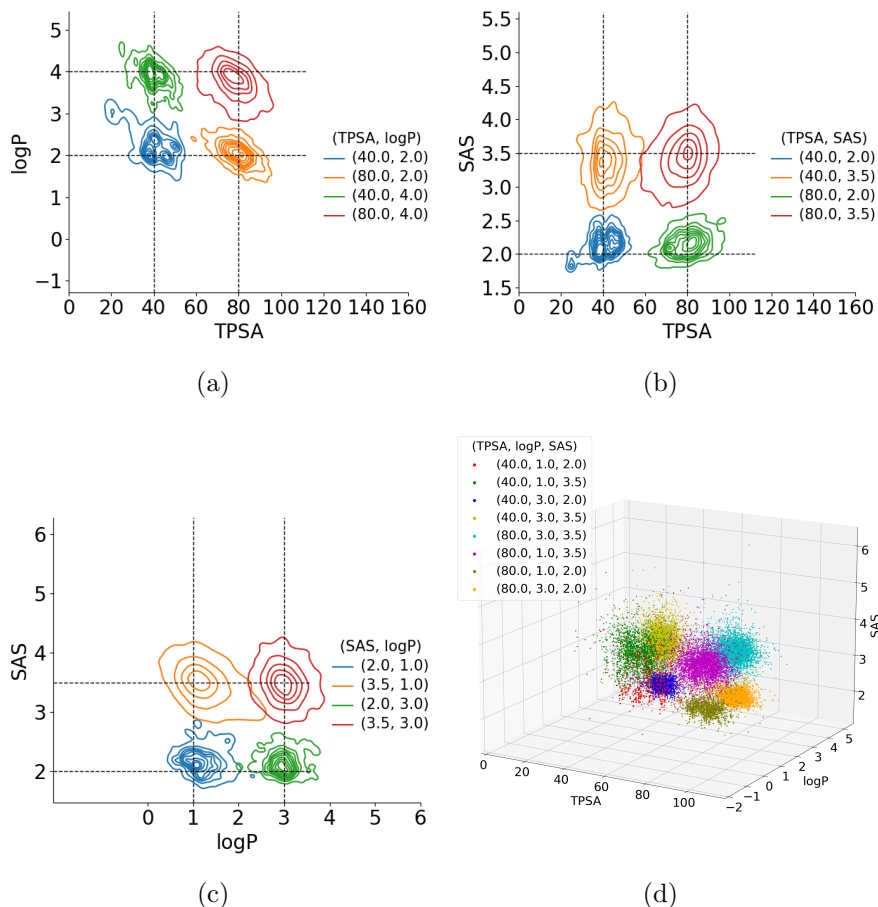 5
4
3
2
1
0
−1
logP
0 20 40 60 80 100 120 140 160
TPSA
(TPSA, logP)
(40.0, 2.0)
(80.0, 2.0)
(40.0, 4.0)
(80.0, 4.0)
(a)
5.5
5.0
4.5
4.0
3.5
3.0
2.5
2.0
1.5
SAS
0 20 40 60 80 100 120 140 160
TPSA
(TPSA, SAS)
(40.0, 2.0)
(40.0, 3.5)
(80.0, 2.0)
(80.0, 3.5)
(b)
6
5
4
3
2
SAS
0 1 2 3 4 5 6
logP
(SAS, logP)
(2.0, 1.0)
(3.5, 1.0)
(2.0, 3.0)
(3.5, 3.0)
(c)
(TPSA, logP, SAS)
(40.0, 1.0, 2.0)
(40.0, 1.0, 3.5)
(40.0, 3.0, 2.0)
(40.0, 3.0, 3.5)
(80.0, 3.0, 3.5)
(80.0, 1.0, 3.5)
(80.0, 1.0, 2.0)
(80.0, 3.0, 2.0)
6
5
4
3
2
SAS
0 20 40 60 80 100
TPSA
−2 −1 0 1 2 3 4 5
logP
(d)